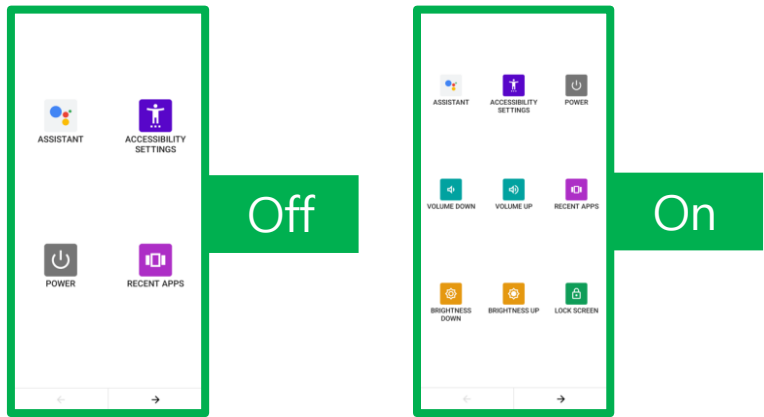 ASSISTANT
ACCESSIBILITY
SETTINGS
POWER
RECENT APPS
Off
ASSISTANT
ACCESSIBILITY
SETTINGS
POWER
VOLUME DOWN
VOLUME UP
RECENT APPS
BRIGHTNESS
DOWN
BRIGHTNESS UP
LOCK SCREEN
On